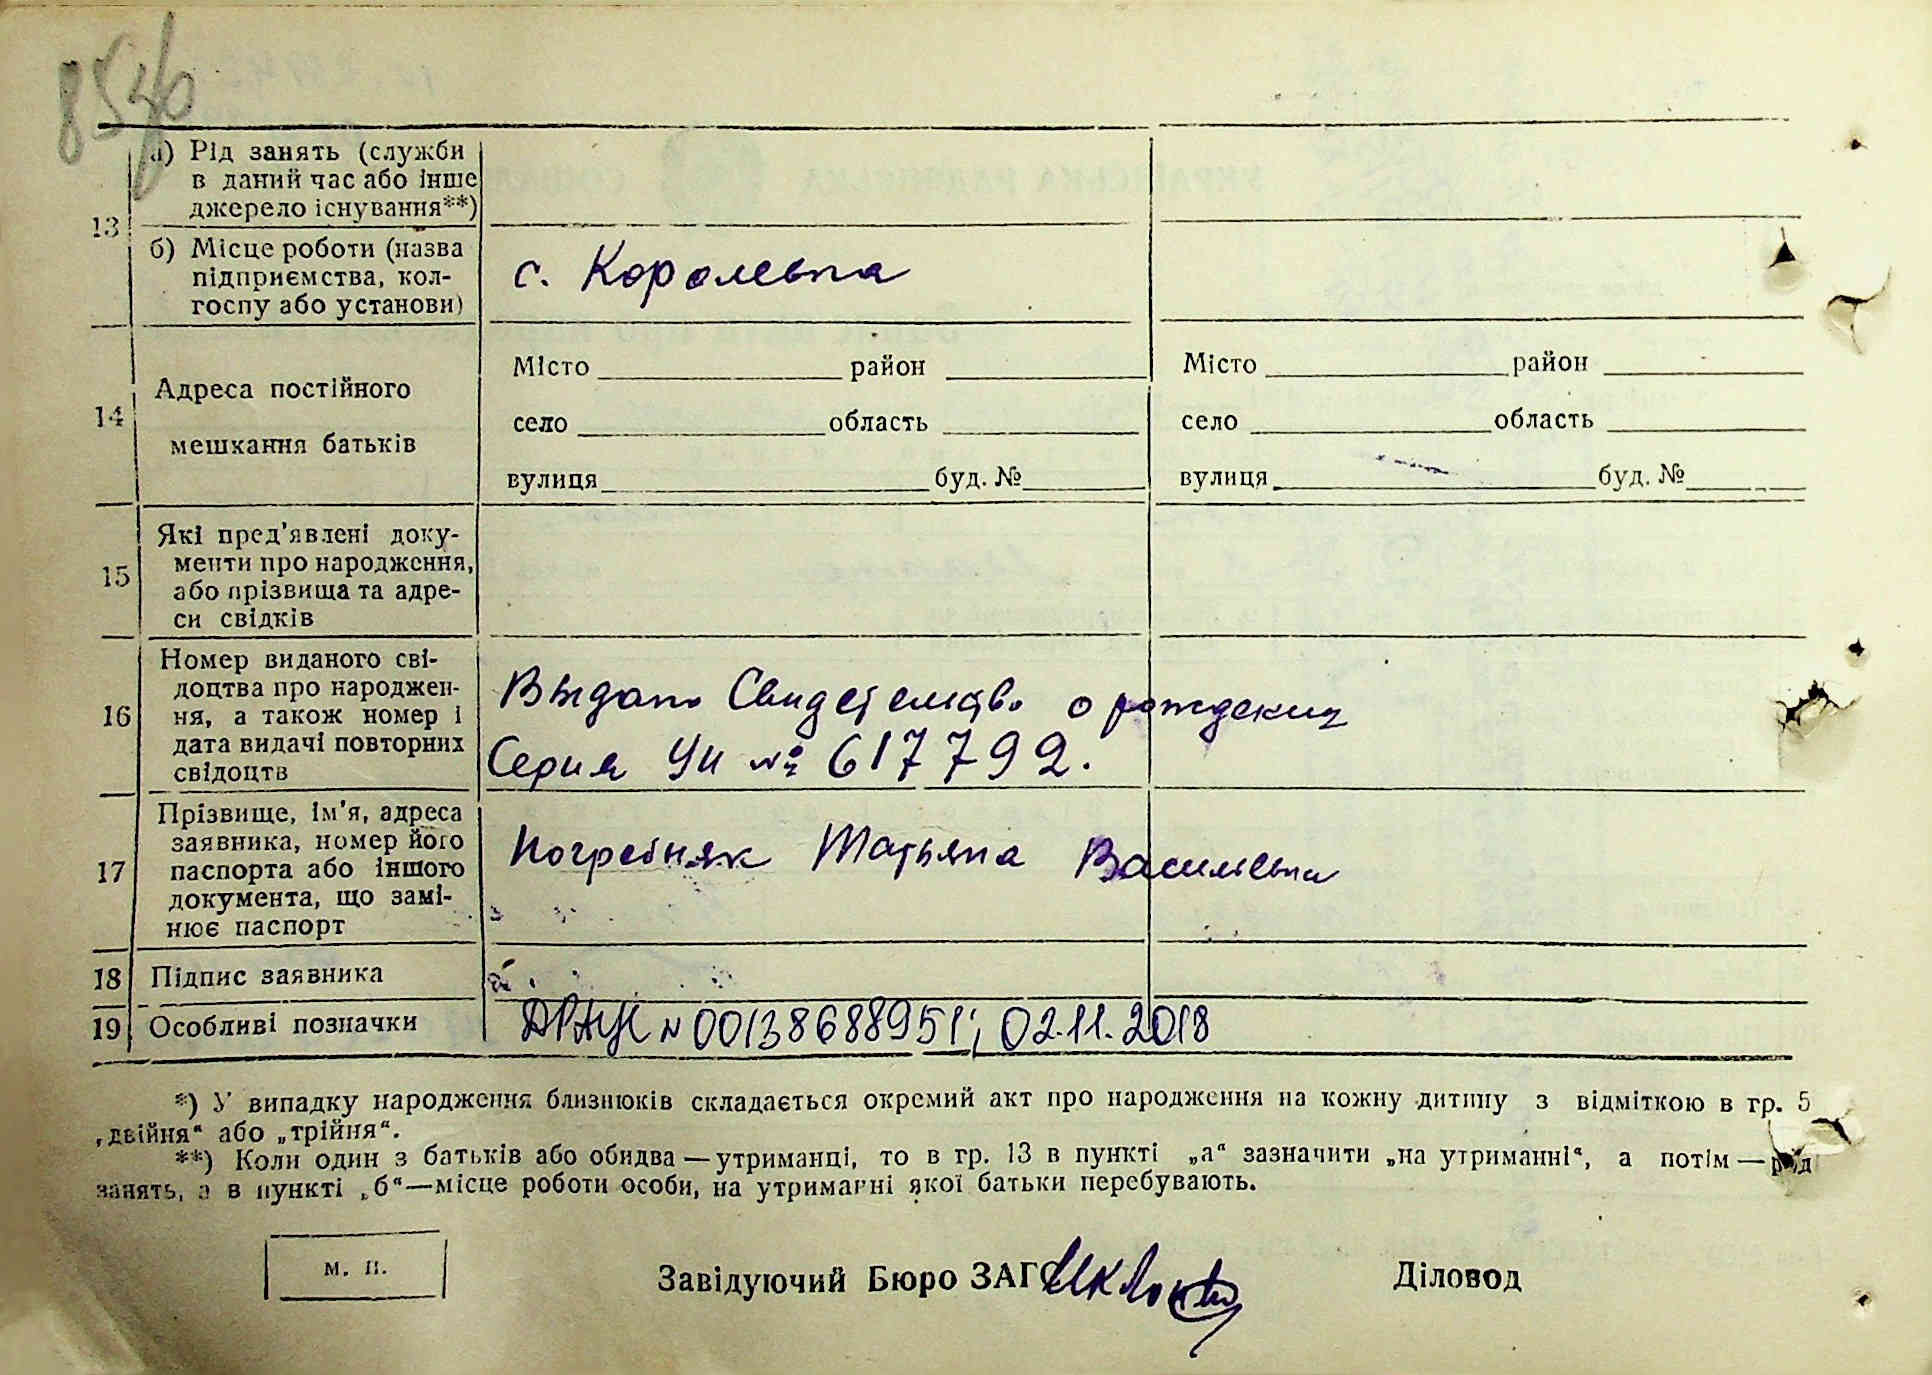 13
а) Рід занять (служби
в даний час або інше
джерело існування**)
б) Місце роботи (назва
підприємства, кол-
госпу або установи)
с. Королевка
14
Адреса постійного
мешкання батьків
Місто район
село область
вулиця буд. №
Місто район
село область
вулиця буд. №
15
Які пред'явлені доку-
менти про народження,
або прізвища та адре-
си свідків
16
Номер виданого сві-
доцтва про народжен-
ня, а також номер і
дата видачі повторних
свідоцтв
Выдано Свидетельство о рождении
Серия УИ № 617792.
17
Прізвище, ім'я, адреса
заявника, номер його
паспорта або іншого
документа, що замі-
нює паспорт
Погребняк Татьяна Васильевна
18 Підпис заявника
19 Особливі позначки
ДРАЦС N 00138688951; 02.11.2018
*) У випадку народження близнюків складається окремий акт про народження на кожну дитину з відміткою в гр. 5
„двійня“ або „трійня“.
**) Коли один з батьків або обидва—утриманці, то в гр. 13 в пункті „а“ зазначити „на утриманні“, а потім—рід
занять, а в пункті „б“—місце роботи особи, на утриманні якої батьки перебувають.
м. п.
Завідуючий Бюро ЗАГС
Діловод